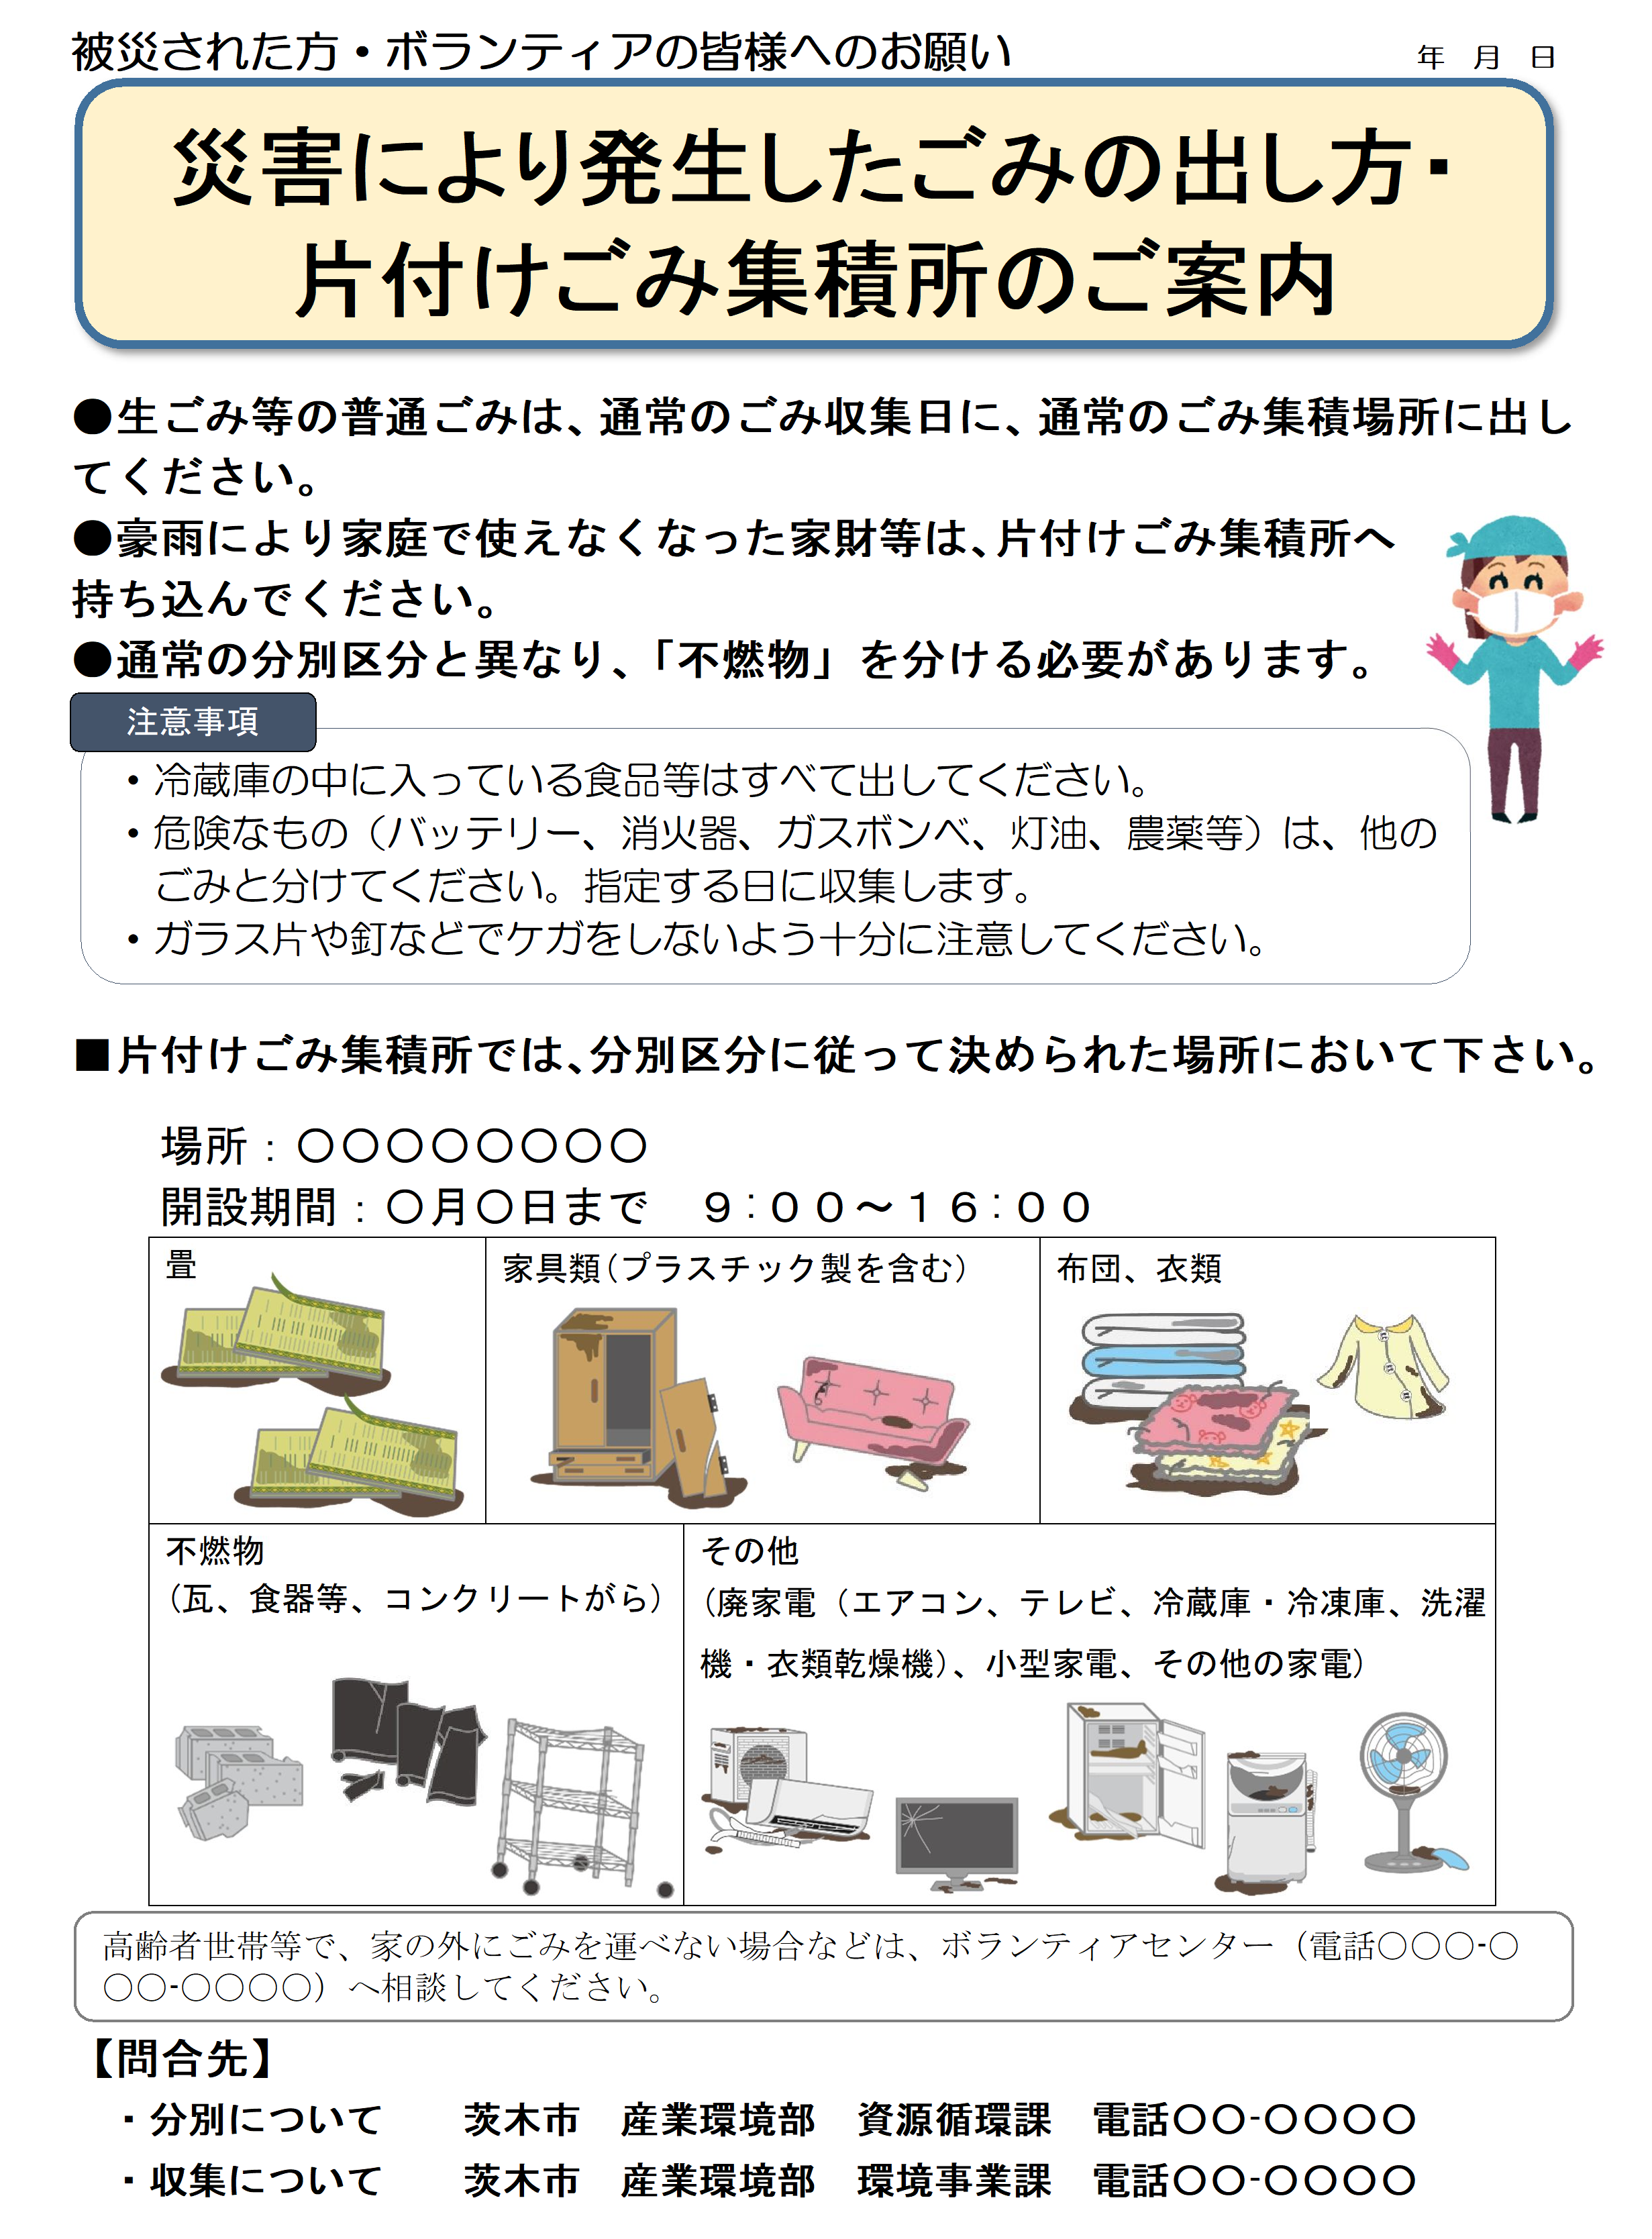 被災された方・ボランティアの皆様へのお願い
年　月　日
災害により発生したごみの出し方・
片付けごみ集積所のご案内
●生ごみ等の普通ごみは、通常のごみ収集日に、通常のごみ集積場所に出し
てください。
●豪雨により家庭で使えなくなった家財等は、片付けごみ集積所へ
持ち込んでください。
●通常の分別区分と異なり、「不燃物」を分ける必要があります。
注意事項
・冷蔵庫の中に入っている食品等はすべて出してください。
・危険なもの（バッテリー、消火器、ガスボンベ、灯油、農薬等）は、他の
ごみと分けてください。指定する日に収集します。
・ガラス片や釘などでケガをしないよう十分に注意してください。
■片付けごみ集積所では、分別区分に従って決められた場所において下さい。
場所：〇〇〇〇〇〇〇〇
開設期間：〇月〇日まで　９：００～１６：００
畳
家具類（プラスチック製を含む）
布団、衣類
不燃物
（瓦、食器等、コンクリートがら）
その他
（廃家電（エアコン、テレビ、冷蔵庫・冷凍庫、洗濯
機・衣類乾燥機）、小型家電、その他の家電）
高齢者世帯等で、家の外にごみを運べない場合などは、ボランティアセンター（電話〇〇〇-〇
〇〇-〇〇〇〇）へ相談してください。
【問合先】
・分別について　　茨木市　産業環境部　資源循環課　電話〇〇-〇〇〇〇
・収集について　　茨木市　産業環境部　環境事業課　電話〇〇-〇〇〇〇